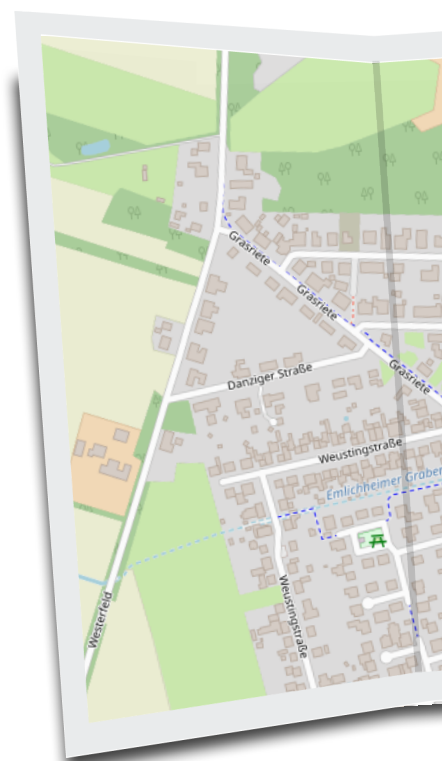 Grasriete
Grasriete
Grasriete
Danziger Straße
Weustingstraße
Emlichheimer Graben
Weustingstraße
Westerfeld